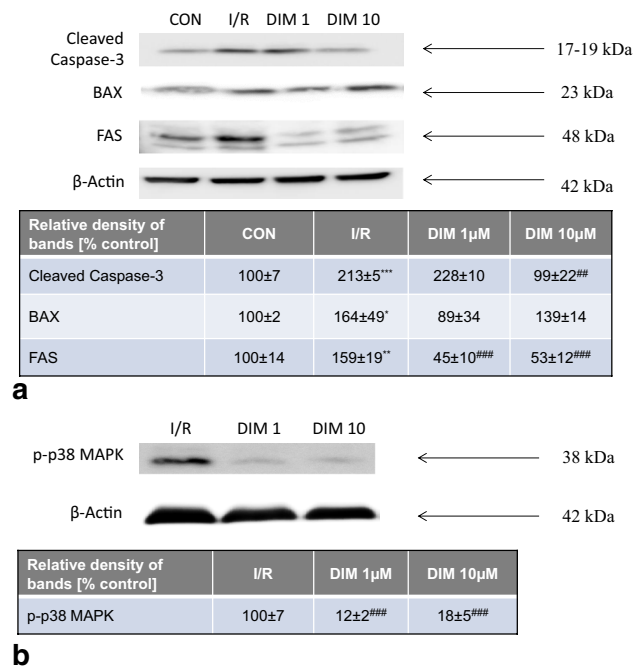 CON I/R DIM 1 DIM 10
Cleaved
Caspase-3
17-19 kDa
BAX
23 kDa
FAS
48 kDa
β-Actin
42 kDa
Relative density of
bands [% control]
CON
I/R
DIM 1µM
DIM 10µM
Cleaved Caspase-3 100±7 213±5*** 228±10 99±22##
BAX 100±2 164±49* 89±34 139±14
FAS 100±14 159±19** 45±10### 53±12###
a
I/R DIM 1 DIM 10
p-p38 MAPK
38 kDa
β-Actin
42 kDa
Relative density of
bands [% control]
I/R
DIM 1µM
DIM 10µM
p-p38 MAPK 100±7 12±2### 18±5###
b